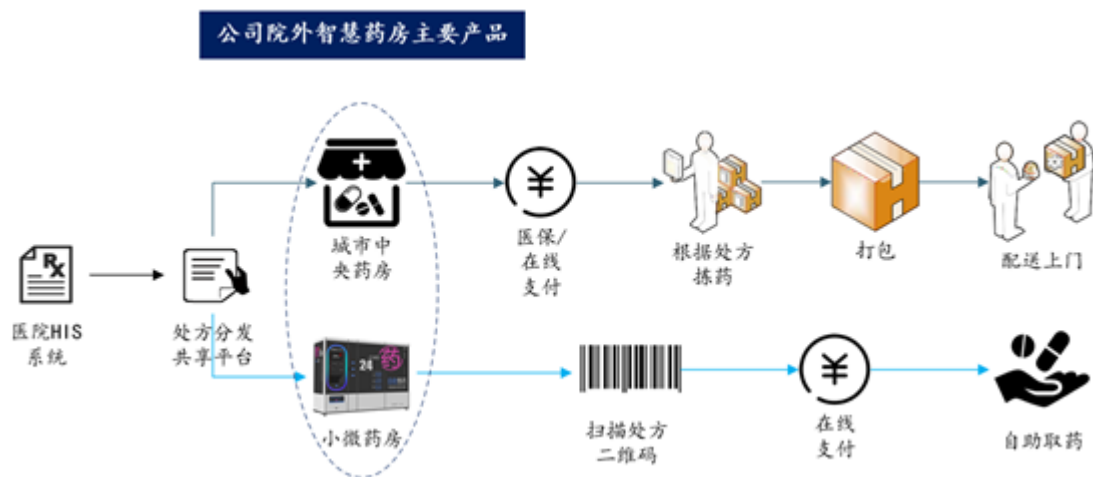 公司院外智慧药房主要产品
城市中
央药房
医保/
在线
支付
根据处方
拣药
打包
配送上门
Rx
医院HIS
系统
处方分发
共享平台
24
药
小微药房
扫描处方
二维码
在线
支付
自助取药